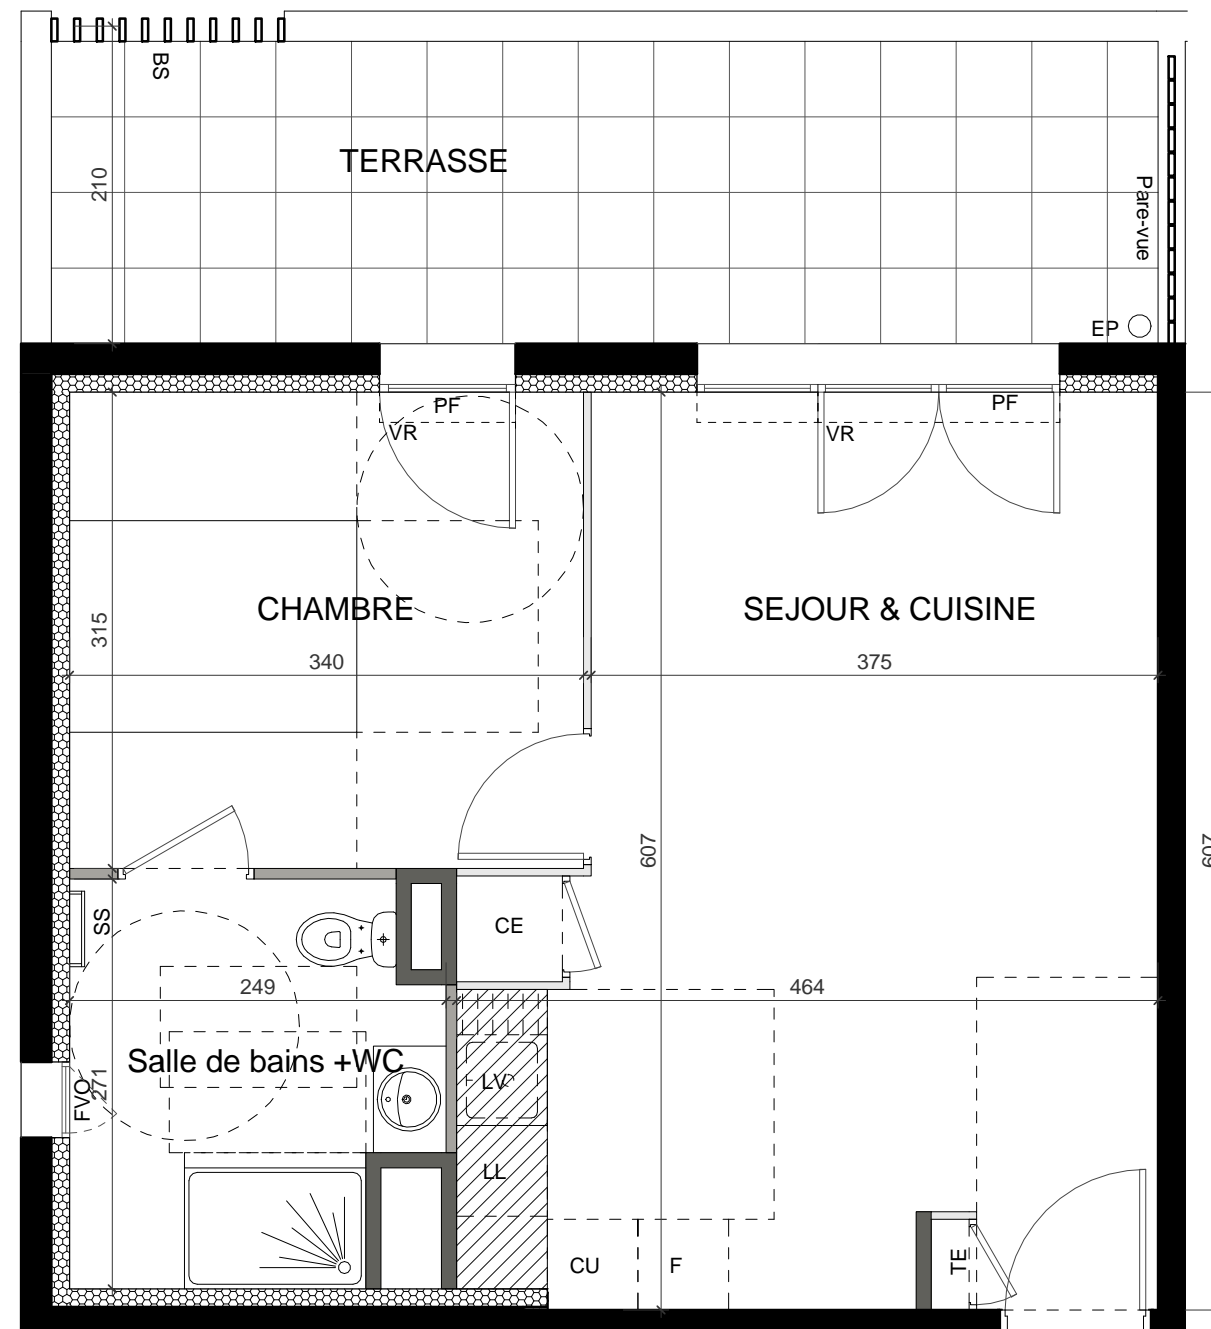 BS
TERRASSE
210
Pare-vue
EP
PF
VR
PF
VR
CHAMBRE
SEJOUR & CUISINE
315
340
375
607
607
SS
CE
249
464
Salle de bains +WC
271
FVO
LV
LL
CU
F
TE